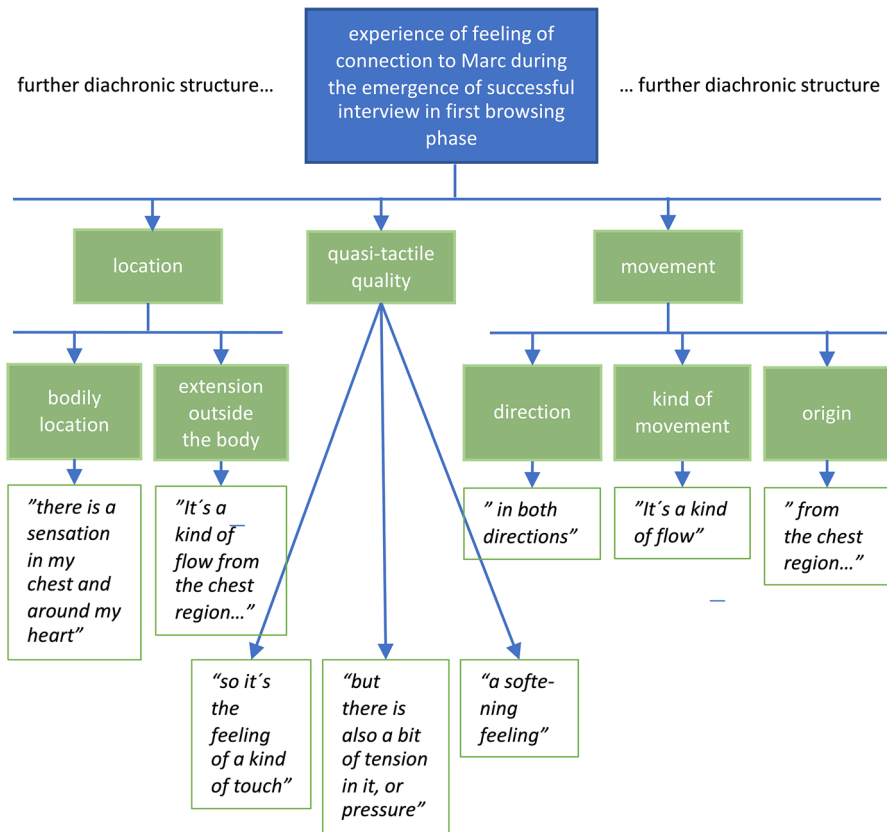 experience of feeling of
connection to Marc during
the emergence of successful
interview in first browsing
phase
further diachronic structure…
… further diachronic structure
location
quasi-tactile
quality
movement
bodily
location
extension
outside
the body
direction
kind of
movement
origin
”there is a
sensation
in my
chest and
around my
heart”
”It´s a
kind of
flow from
the chest
region…”
” in both
directions”
”It´s a kind
of flow”
” from
the chest
region…”
“so it´s
the
feeling
of a kind
of touch”
“but
there is
also a bit
of tension
in it, or
pressure”
“a softe-
ning
feeling”